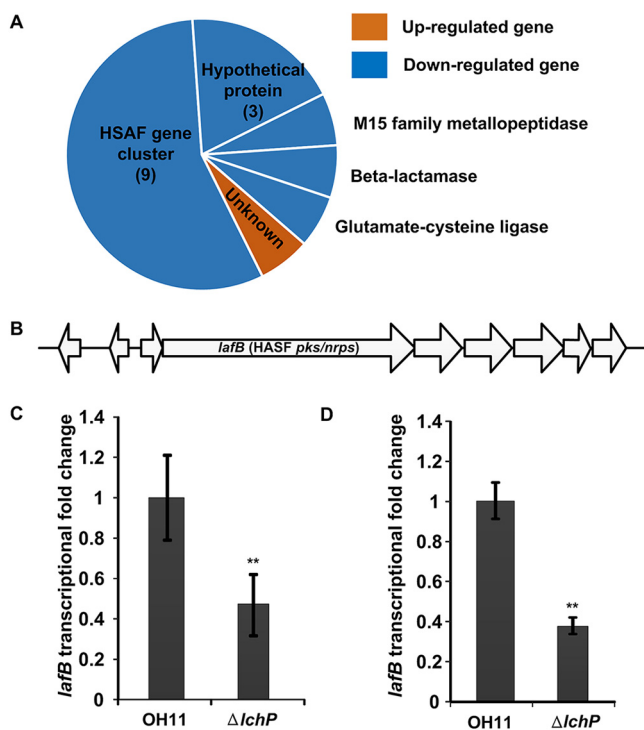 A
Up-regulated gene
Down-regulated gene
Hypothetical
protein
(3)
HSAF gene
cluster
(9)
M15 family metallopeptidase
Beta-lactamase
Glutamate-cysteine ligase
Unknown
B
lafB (HASF pks/nrps)
C
lafB transcriptional fold change
1.4
1.2
1
0.8
0.6
0.4
0.2
0
**
OH11
ΔlchP
D
lafB transcriptional fold change
1.4
1.2
1
0.8
0.6
0.4
0.2
0
**
OH11
ΔlchP